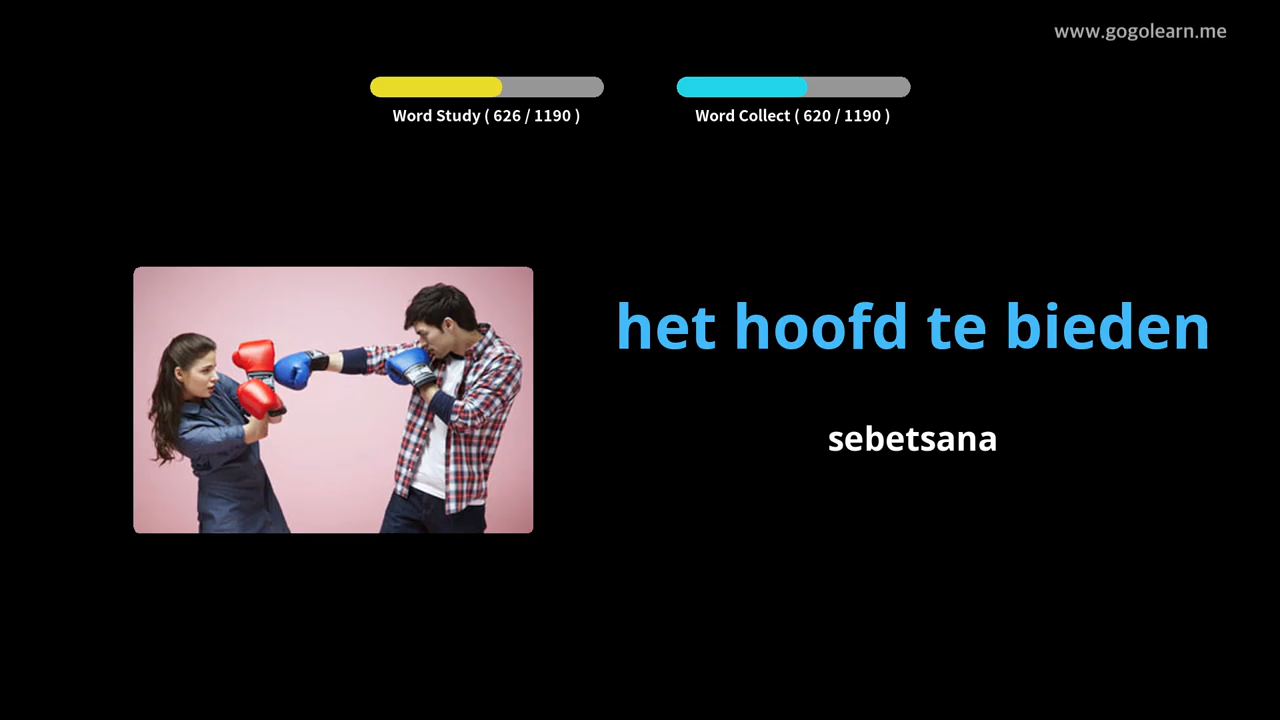 www.gogolearn.me
Word Study ( 626 / 1190 )
Word Collect ( 620 / 1190 )
het hoofd te bieden
sebetsana